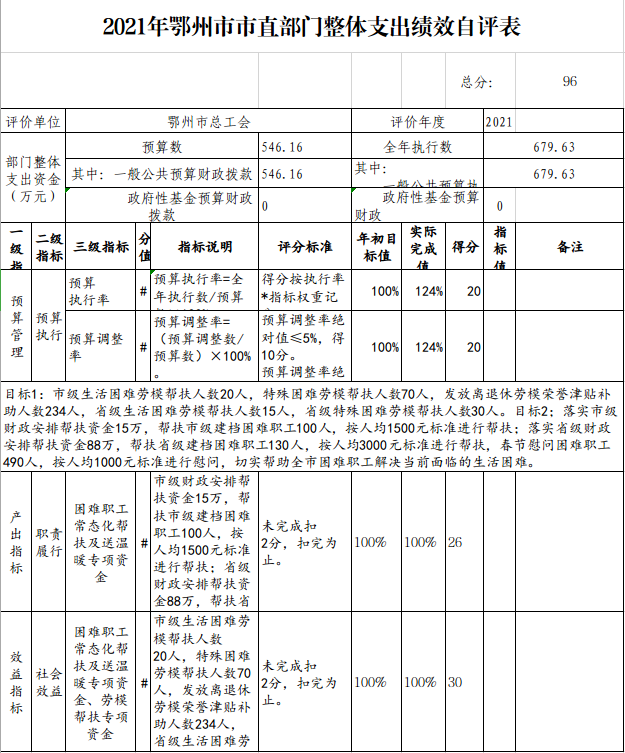 2021年鄂州市市直部门整体支出绩效自评表
总分： 96
评价单位 鄂州市总工会 评价年度 2021
部门整体支出资金（万元） 预算数 546.16 全年执行数 679.63
其中：一般公共预算财政拨款 546.16 其中： 679.63
政府性基金预算财政拨款 0 政府性基金预算财政 0
一级指 二级指标 三级指标 分值 指标说明 评分标准 年初目标值 实际完成值 得分 指标值 备注
预算管理 预算执行
预算
执行率
#
预算执行率=全
年执行数/预算
得分按执行率
*指标权重记
100% 124% 20
预算调整
率
#
预算调整率=
（预算调整数/
预算数）×100%
。
预算调整率绝
对值≤5%，得
10分。
预算调整率绝
100% 124% 20
目标1：市级生活困难劳模帮扶人数20人，特殊困难劳模帮扶人数70人，发放离退休劳模荣誉津贴补
助人数234人，省级生活困难劳模帮扶人数15人，省级特殊困难劳模帮扶人数30人。目标2：落实市级
财政安排帮扶资金15万，帮扶市级建档困难职工100人，按人均1500元标准进行帮扶；落实省级财政
安排帮扶资金88万，帮扶省级建档困难职工130人，按人均3000元标准进行帮扶，春节慰问困难职工
490人，按人均1000元标准进行慰问，切实帮助全市困难职工解决当前面临的生活困难。
产出指标 职责履行
困难职工
常态化帮
扶及送温
暖专项资
金
#
市级财政安排帮
扶资金15万，帮
扶市级建档困难
职工100人，按
人均1500元标准
进行帮扶；省级
财政安排帮扶资
金88万，帮扶省
未完成扣
2分，扣完为
止。
100% 100% 26
效益指标 社会效益
困难职工
常态化帮
扶及送温
暖专项资
金、劳模
帮扶专项
资金
#
市级生活困难劳
模帮扶人数
20人，特殊困难
劳模帮扶人数70
人，发放离退休
劳模荣誉津贴补
助人数234人，
省级生活困难劳
未完成扣
2分，扣完为
止。
100% 100% 30